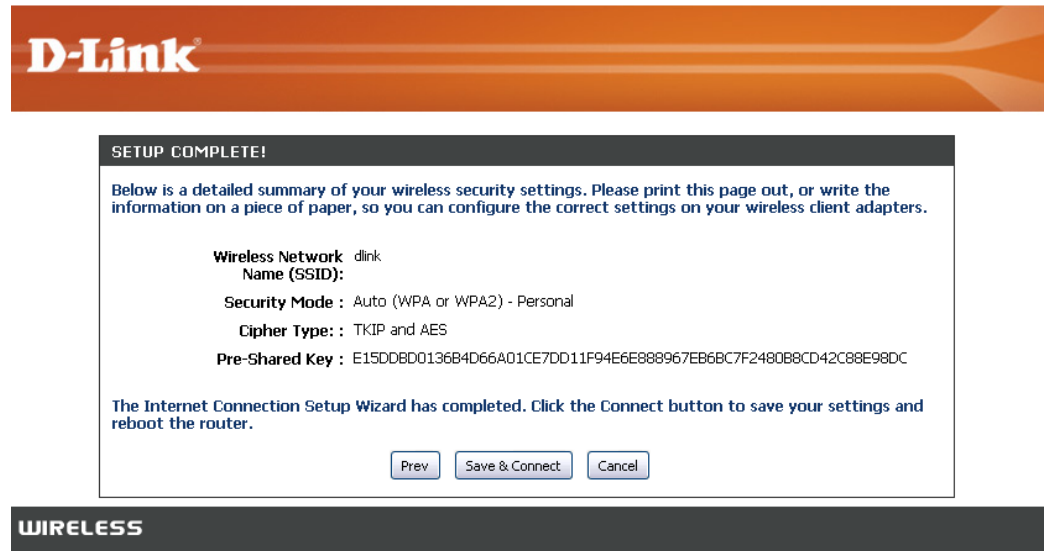 D-Link®
SETUP COMPLETE!
Below is a detailed summary of your wireless security settings. Please print this page out, or write the
information on a piece of paper, so you can configure the correct settings on your wireless client adapters.
Wireless Network dlink
Name (SSID):
Security Mode : Auto (WPA or WPA2) - Personal
Cipher Type: : TKIP and AES
Pre-Shared Key : E15DDBD0136B4D66A01CE7DD11F94E6E888967EB6BC7F2480B8CD42C88E98DC
The Internet Connection Setup Wizard has completed. Click the Connect button to save your settings and
reboot the router.
Prev Save & Connect Cancel
WIRELESS